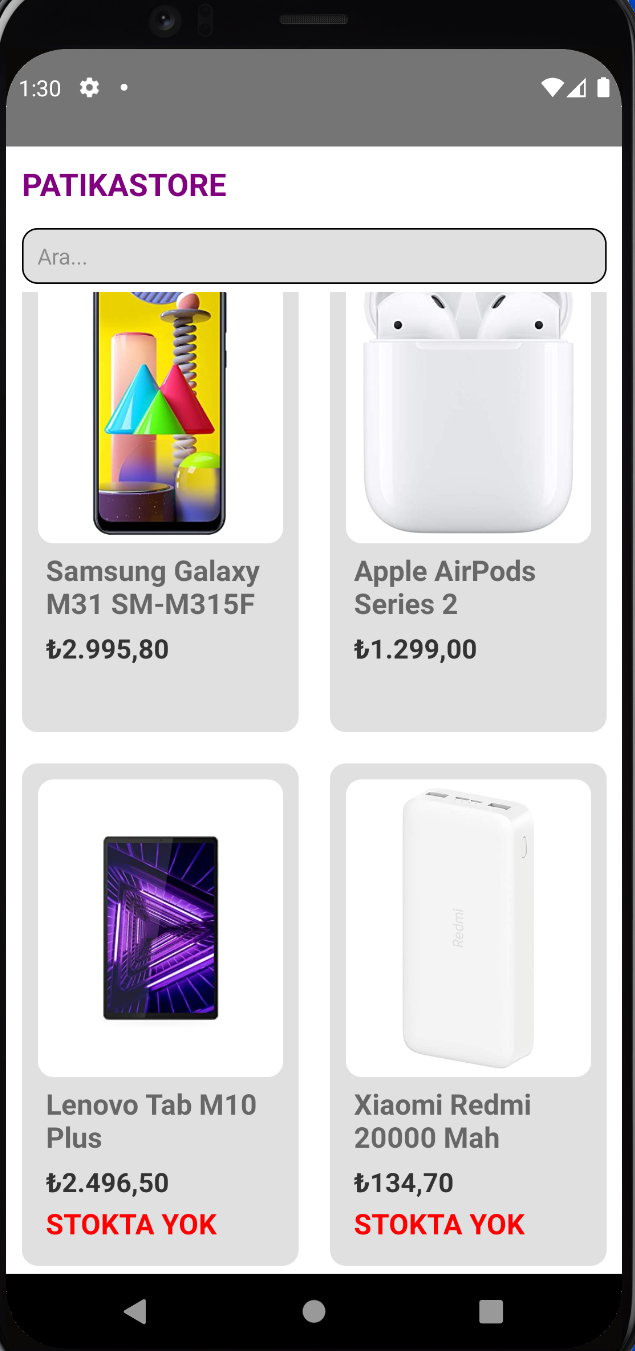 1:30
PATIKASTORE
Ara...
Samsung Galaxy
M31 SM-M315F
₺2.995,80
Apple AirPods
Series 2
₺1.299,00
Redmi
Lenovo Tab M10
Plus
₺2.496,50
STOKTA YOK
Xiaomi Redmi
20000 Mah
₺134,70
STOKTA YOK